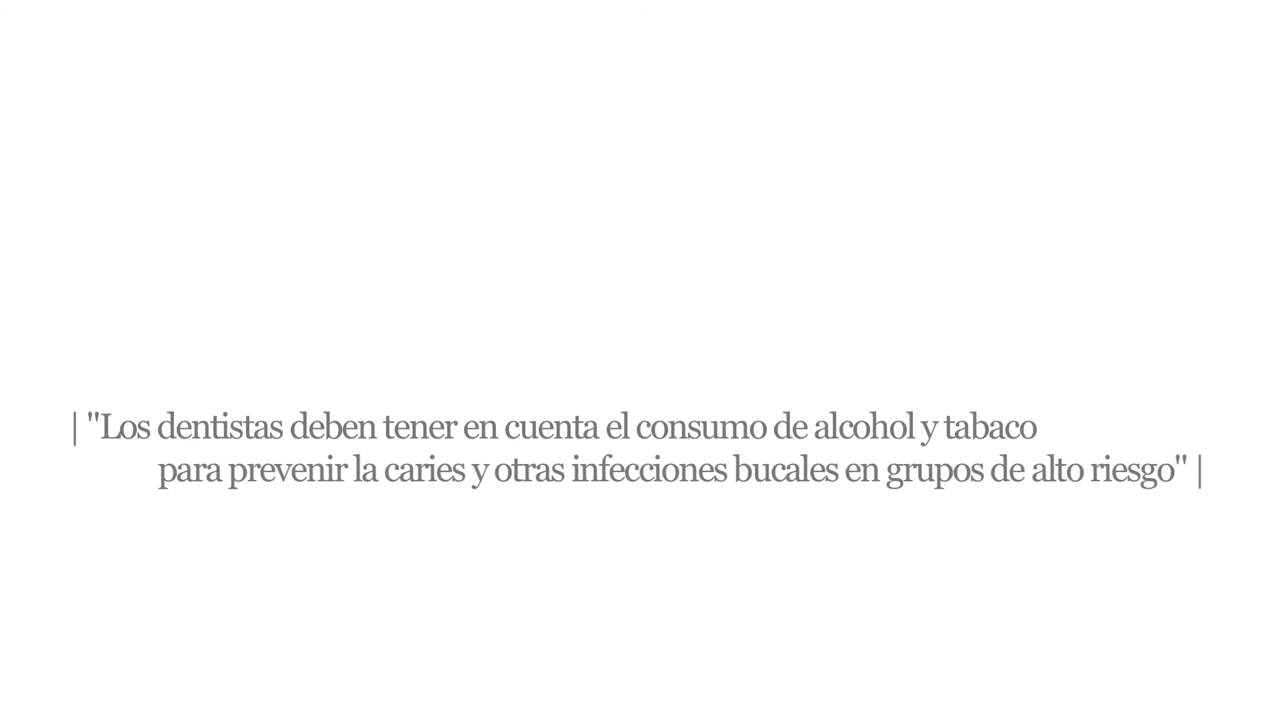 | "Los dentistas deben tener en cuenta el consumo de alcohol y tabaco
para prevenir la caries y otras infecciones bucales en grupos de alto riesgo" |